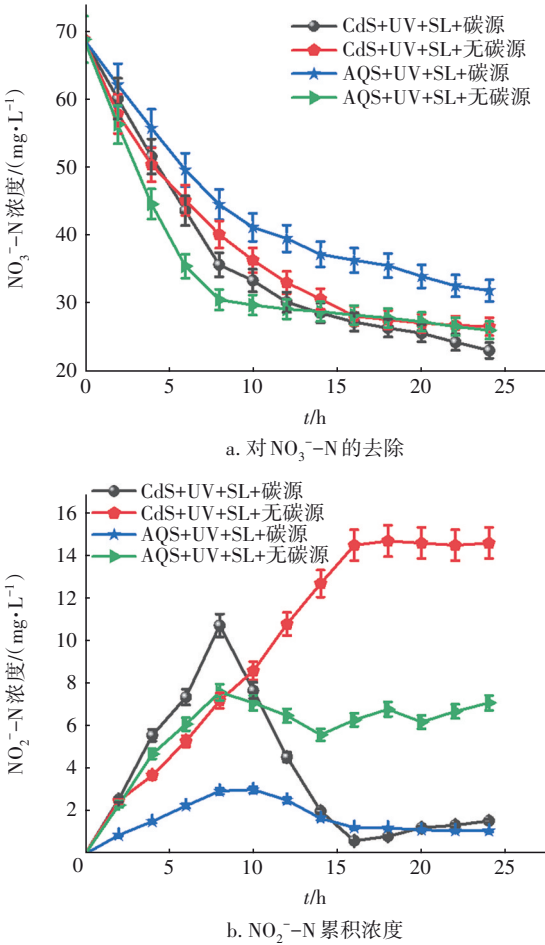 70
60
50
40
30
20
NO₃⁻-N 浓度/(mg·L⁻¹)
CdS+UV+SL+碳源
CdS+UV+SL+无碳源
AQS+UV+SL+碳源
AQS+UV+SL+无碳源
0 5 10 15 20 25
t/h
a. 对NO₃⁻-N的去除
CdS+UV+SL+碳源
CdS+UV+SL+无碳源
AQS+UV+SL+碳源
AQS+UV+SL+无碳源
16
14
12
10
8
6
4
2
NO₂⁻-N 浓度/(mg·L⁻¹)
0 5 10 15 20 25
t/h
b. NO₂⁻-N累积浓度